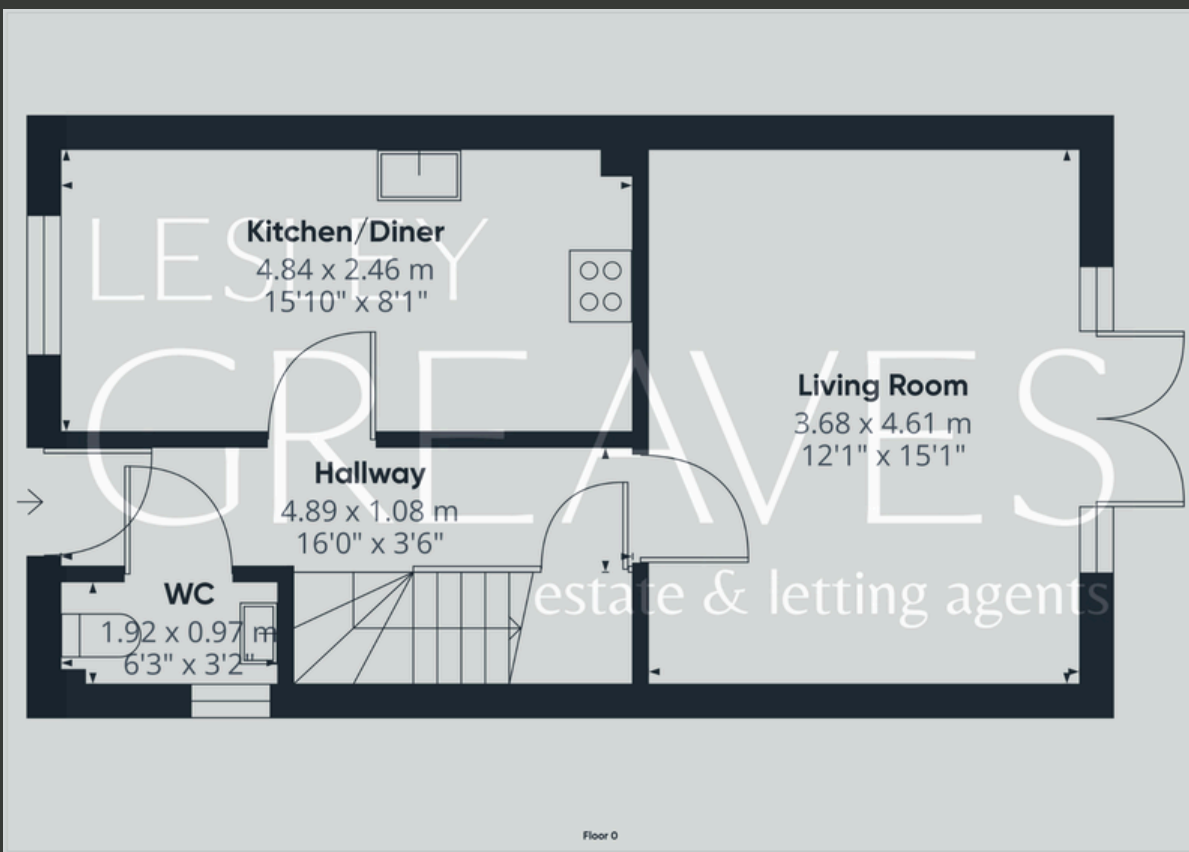 LESLEY
GREAVES
estate & letting agents
Kitchen/Diner
4.84 x 2.46 m
15'10" x 8'1"
Living Room
3.68 x 4.61 m
12'1" x 15'1"
Hallway
4.89 x 1.08 m
16'0" x 3'6"
WC
1.92 x 0.97 m
6'3" x 3'2"
Floor 0